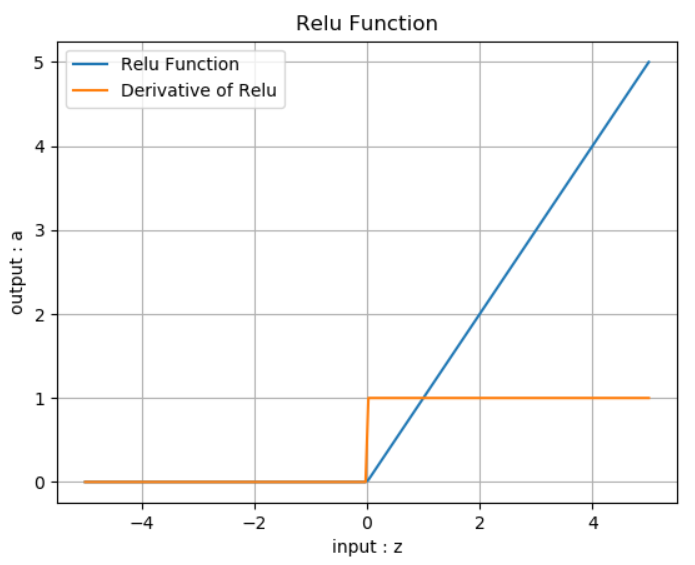 Relu Function
Relu Function
Derivative of Relu
5
4
3
2
1
0
output : a
−4
−2
0
2
4
input : z